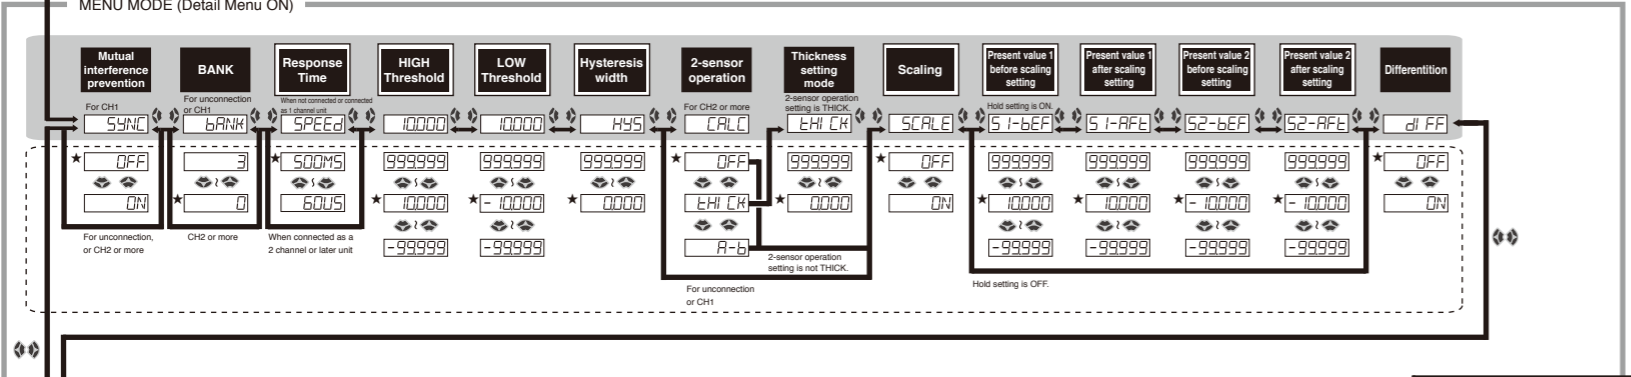 MENU MODE (Detail Menu ON)
Mutual
interference
prevention
BANK
Response
Time
HIGH
Threshold
LOW
Threshold
Hysteresis
width
2-sensor
operation
Thickness
setting
mode
Scaling
Present value 1
before scaling
setting
Present value 1
after scaling
setting
Present value 2
before scaling
setting
Present value 2
after scaling
setting
Differentition
For CH1
For unconnection
or CH1
When not connected or connected
as 1 channel unit
For CH2 or more
2-sensor operation
setting is THICK.
Hold setting is ON.
SYNC
bANK
SPEEd
10.000
10.000
HYS
CALC
tHICK
SCALE
S1-bEF
S1-AFt
S2-bEF
S2-AFt
diFF
★ OFF
3
★ 500MS
999.999
999.999
999.999
★ OFF
999.999
★ OFF
999.999
999.999
999.999
999.999
★ OFF
ON
★ 0
60US
★ 10.000
★ -10.000
★ 0.000
tHICK
★ 0.000
ON
★ 10.000
★ 10.000
★ -10.000
★ -10.000
ON
For unconnection,
or CH2 or more
CH2 or more
When connected as a
2 channel or later unit
-99.999
-99.999
A-b
2-sensor operation
setting is not THICK.
-99.999
-99.999
-99.999
-99.999
For unconnection
or CH1
Hold setting is OFF.